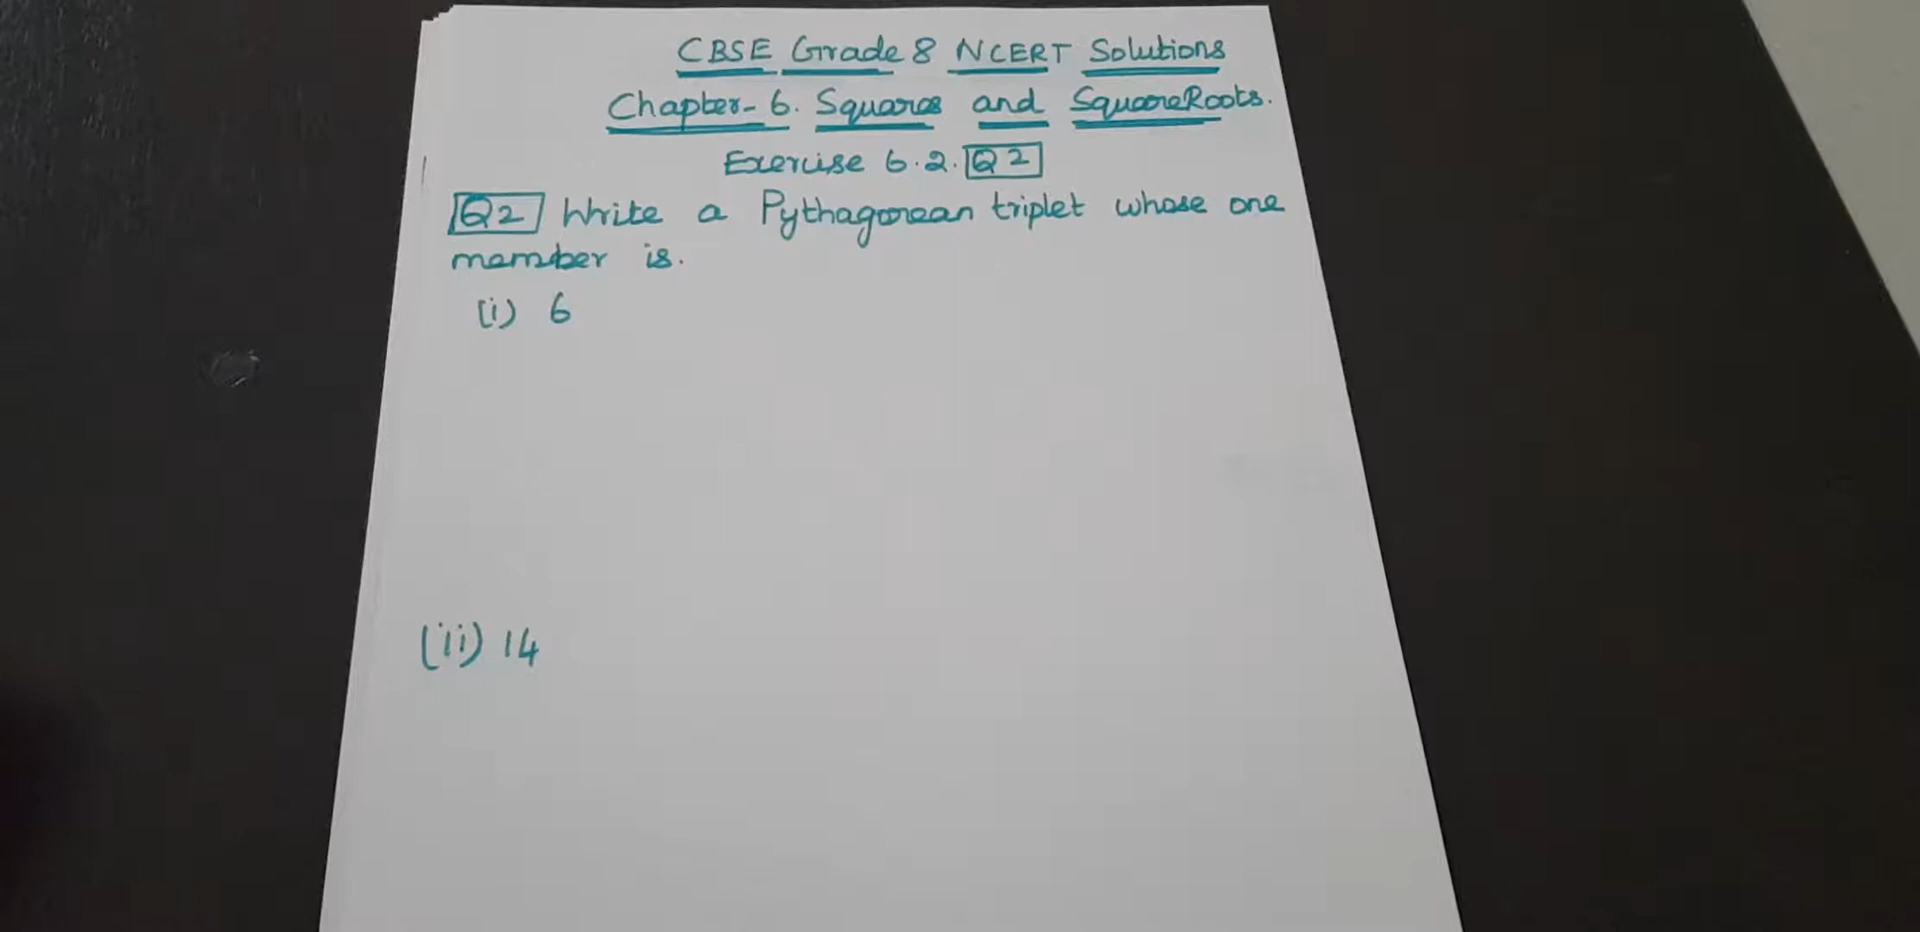 CBSE Grade 8 NCERT Solutions
Chapter-6. Squares and SquareRoots.
Exercise 6.2. Q2
Q2 Write a Pythagorean triplet whose one
member is.
(i) 6
(ii) 14